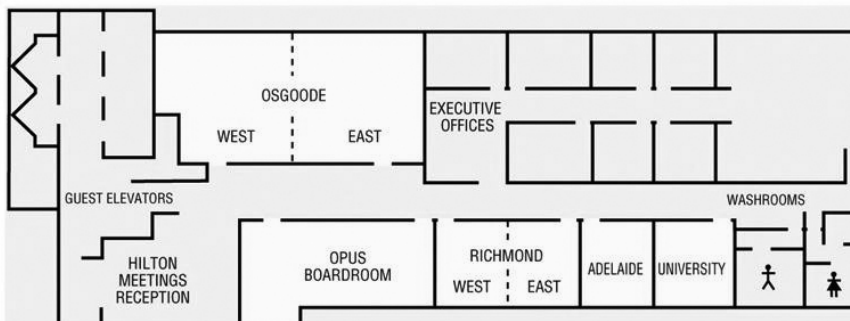 OSGOODE
WEST EAST
EXECUTIVE
OFFICES
GUEST ELEVATORS
WASHROOMS
HILTON
MEETINGS
RECEPTION
OPUS
BOARDROOM
RICHMOND
WEST EAST
ADELAIDE
UNIVERSITY